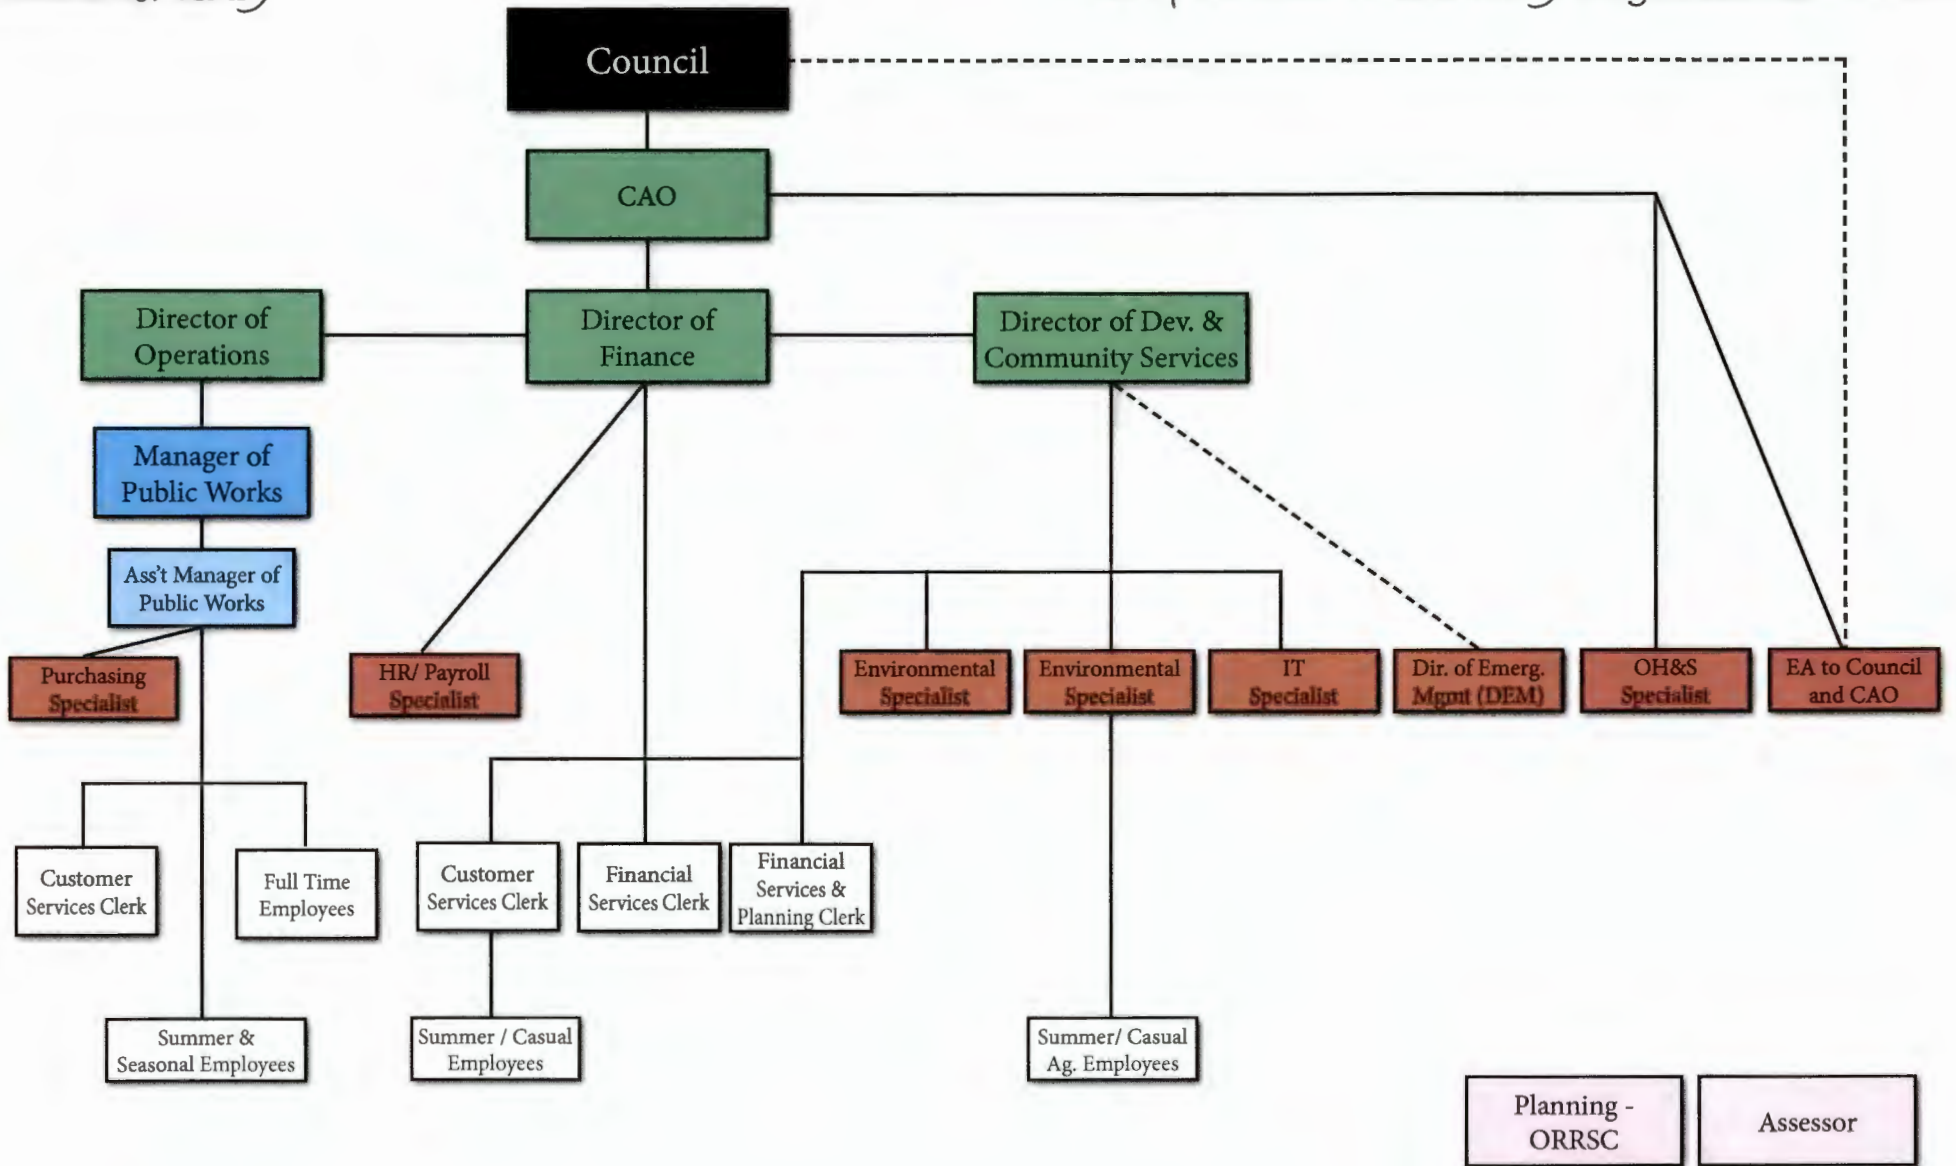 Council
CAO
Director of
Operations
Director of
Finance
Director of Dev. &
Community Services
Manager of
Public Works
Ass't Manager of
Public Works
Purchasing
Specialist
HR/ Payroll
Specialist
Environmental
Specialist
Environmental
Specialist
IT
Specialist
Dir. of Emerg.
Mgmt (DEM)
OH&S
Specialist
EA to Council
and CAO
Customer
Services Clerk
Full Time
Employees
Customer
Services Clerk
Financial
Services Clerk
Financial
Services &
Planning Clerk
Summer &
Seasonal Employees
Summer / Casual
Employees
Summer/ Casual
Ag. Employees
Planning -
ORRSC
Assessor